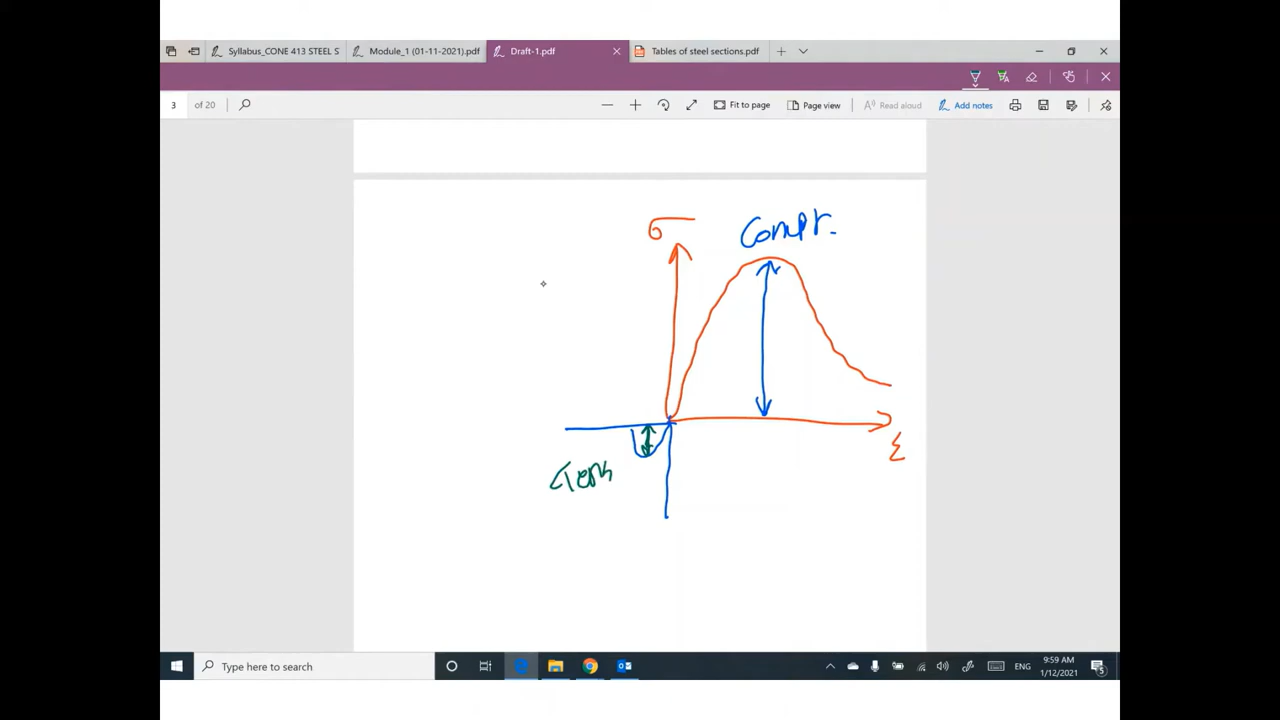 Syllabus_CONE 413 STEEL S
Module_1 (01-11-2021).pdf
Draft-1.pdf
Tables of steel sections.pdf
3 of 20
Fit to page
Page view
Read aloud
Add notes
σ
Compr.
ε
Tens
Type here to search
ENG
9:59 AM
1/12/2021
5